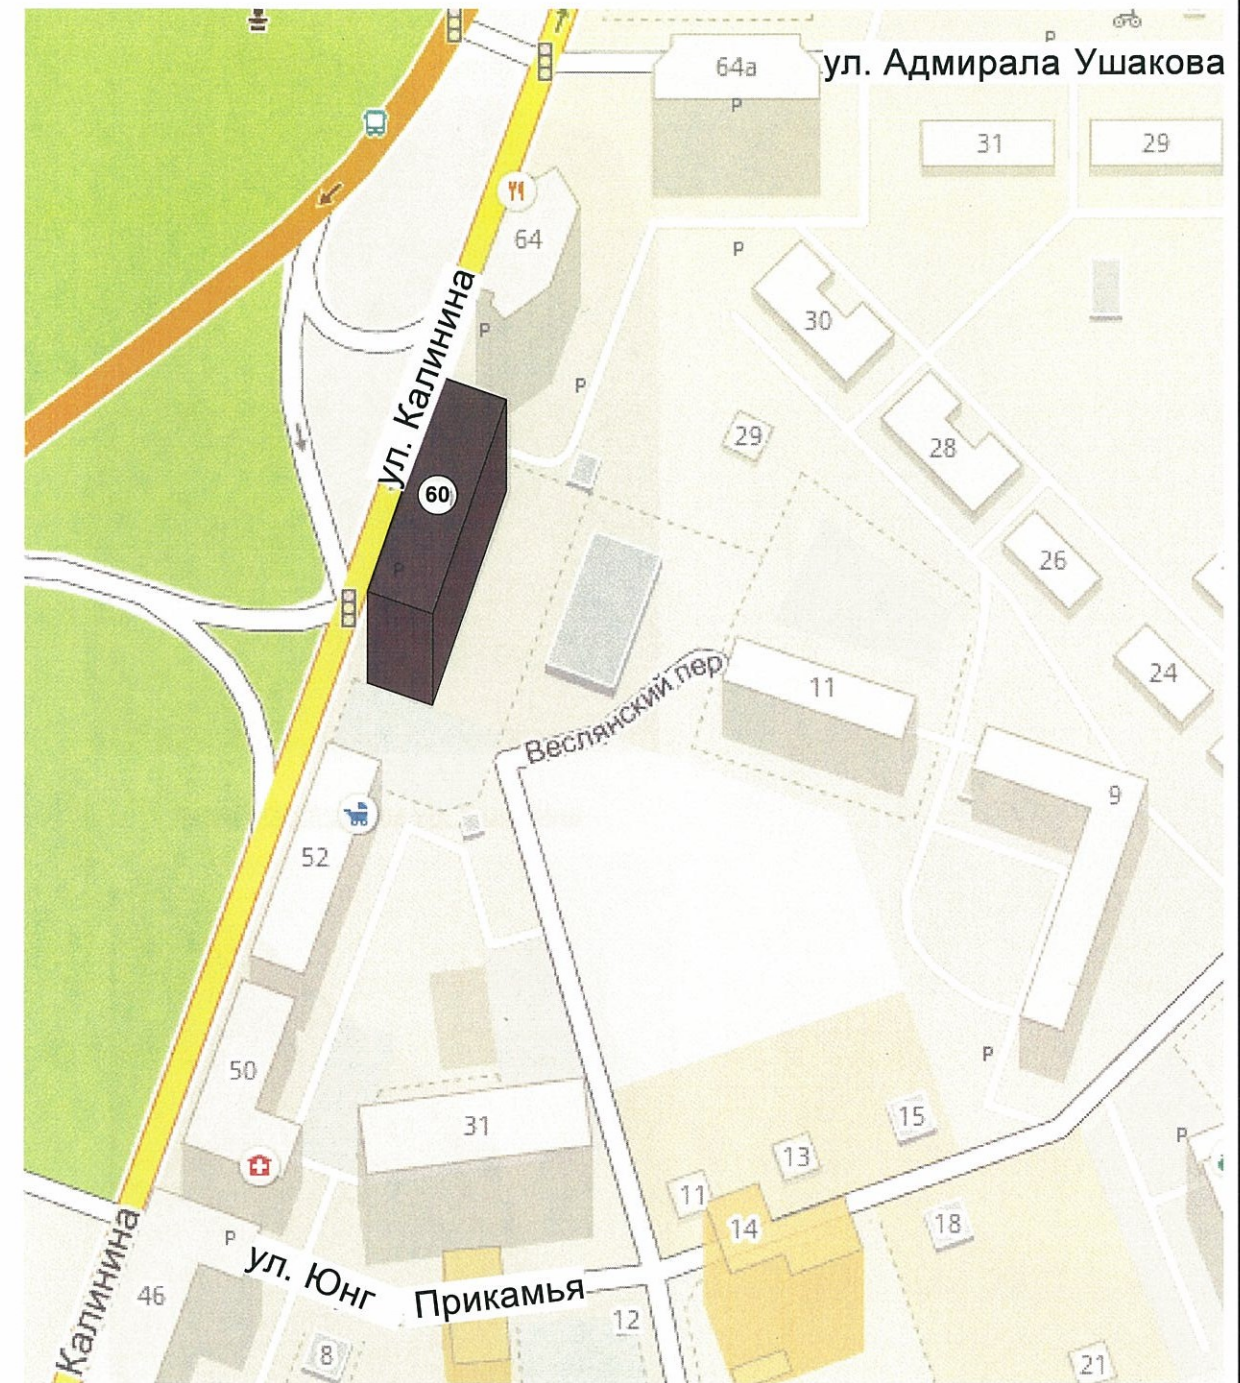 64а
ул. Адмирала Ушакова
P
P
31
29
64
P
30
ул. Калинина
P
P
29
28
60
26
P
24
Веслянский пер
11
9
52
50
31
P
15
13
P
11
14
18
P
ул. Юнг Прикамья
Калинина
46
12
8
21